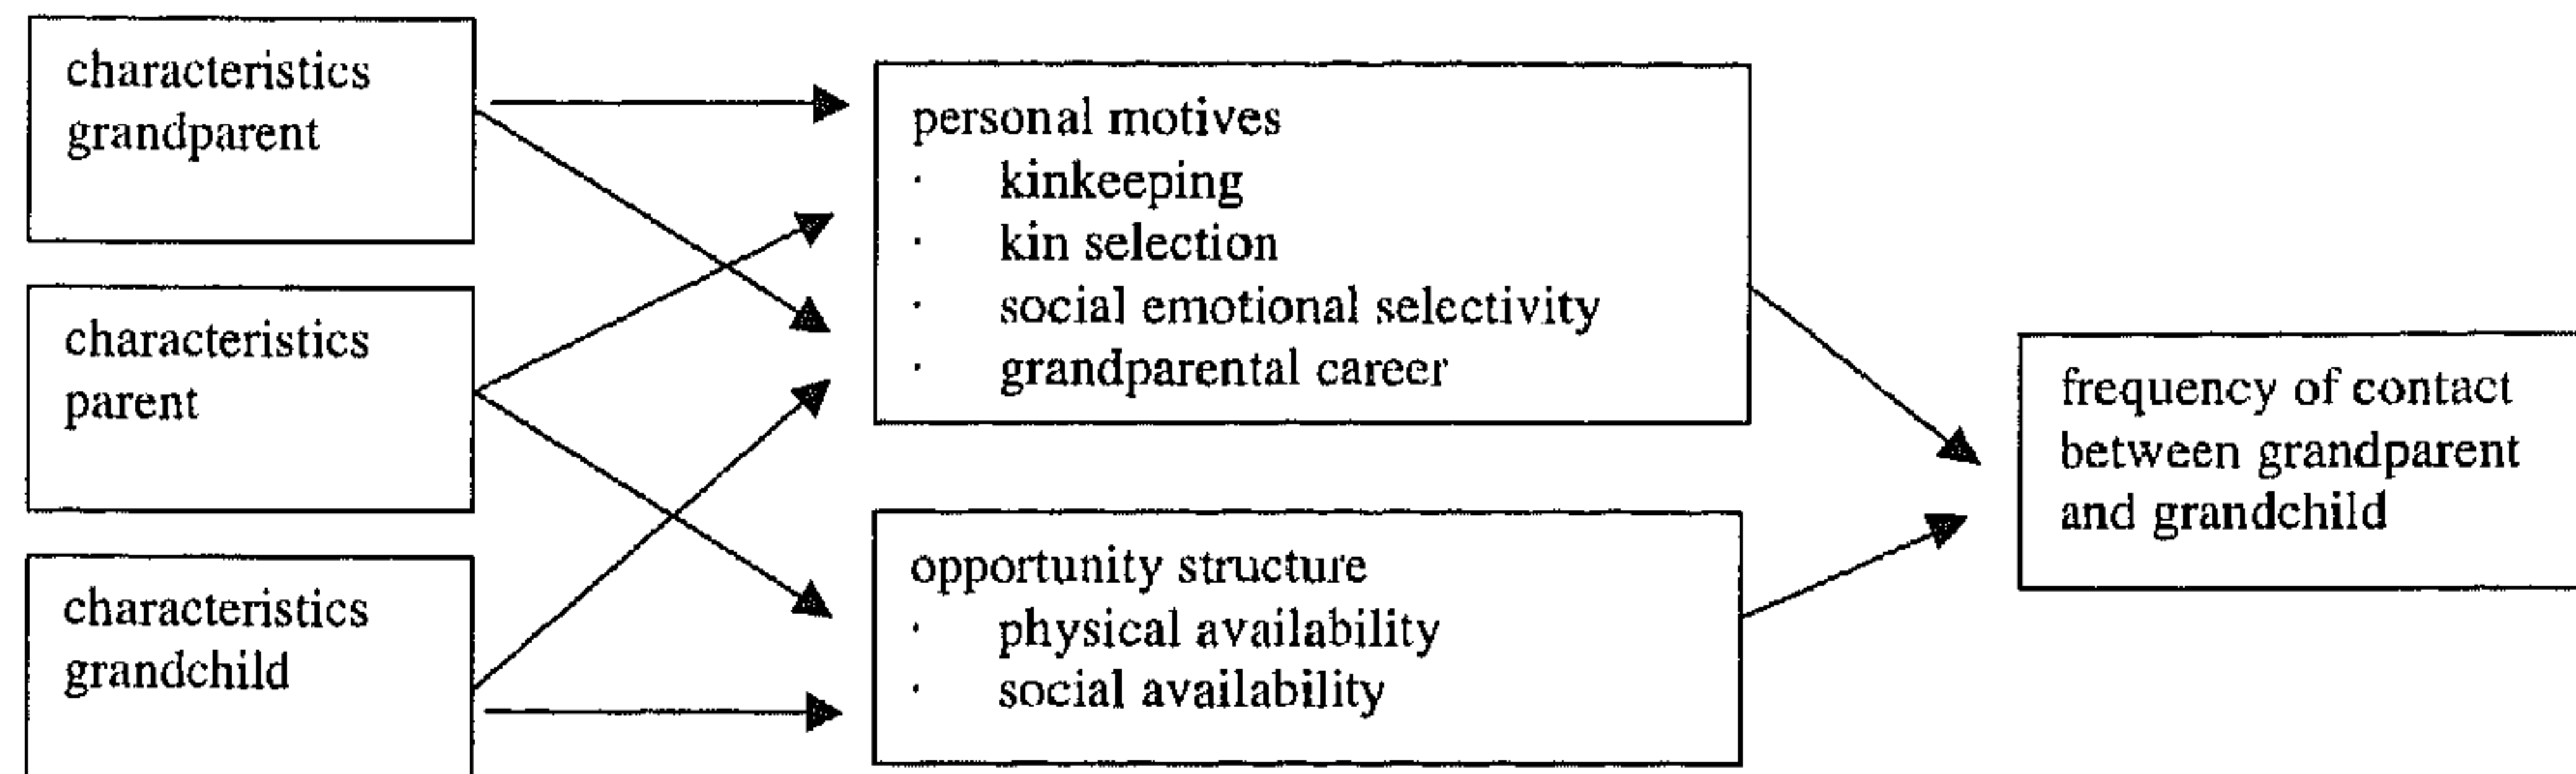 characteristics
grandparent
characteristics
parent
characteristics
grandchild
personal motives
· kinkeeping
· kin selection
· social emotional selectivity
· grandparental career
opportunity structure
· physical availability
· social availability
frequency of contact
between grandparent
and grandchild